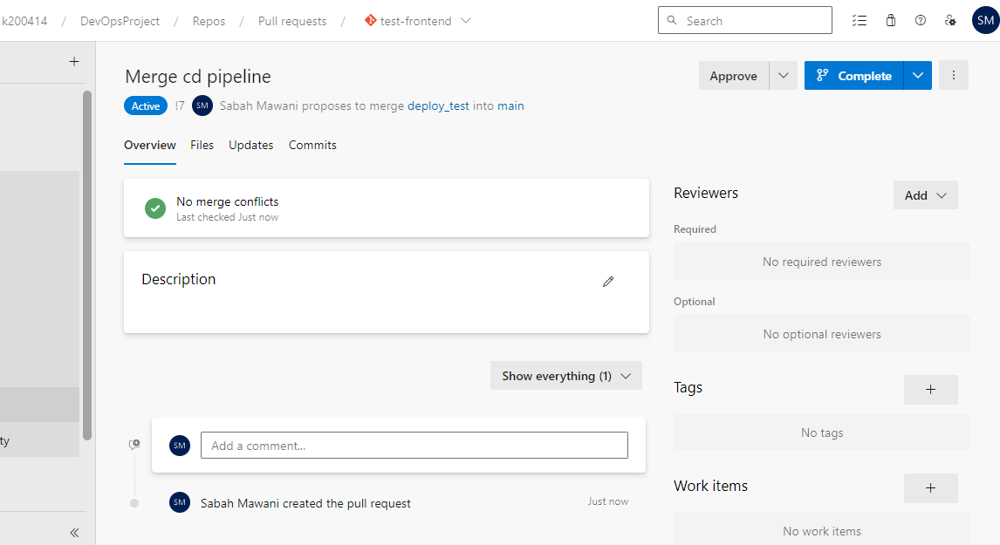 k200414 / DevOpsProject / Repos / Pull requests / test-frontend
Search
SM
Merge cd pipeline
Approve
Complete
Active !7 SM Sabah Mawani proposes to merge deploy_test into main
Overview Files Updates Commits
No merge conflicts
Last checked Just now
Description
Show everything (1)
SM Add a comment...
SM Sabah Mawani created the pull request Just now
Reviewers
Add
Required
No required reviewers
Optional
No optional reviewers
Tags
No tags
Work items
No work items
ty